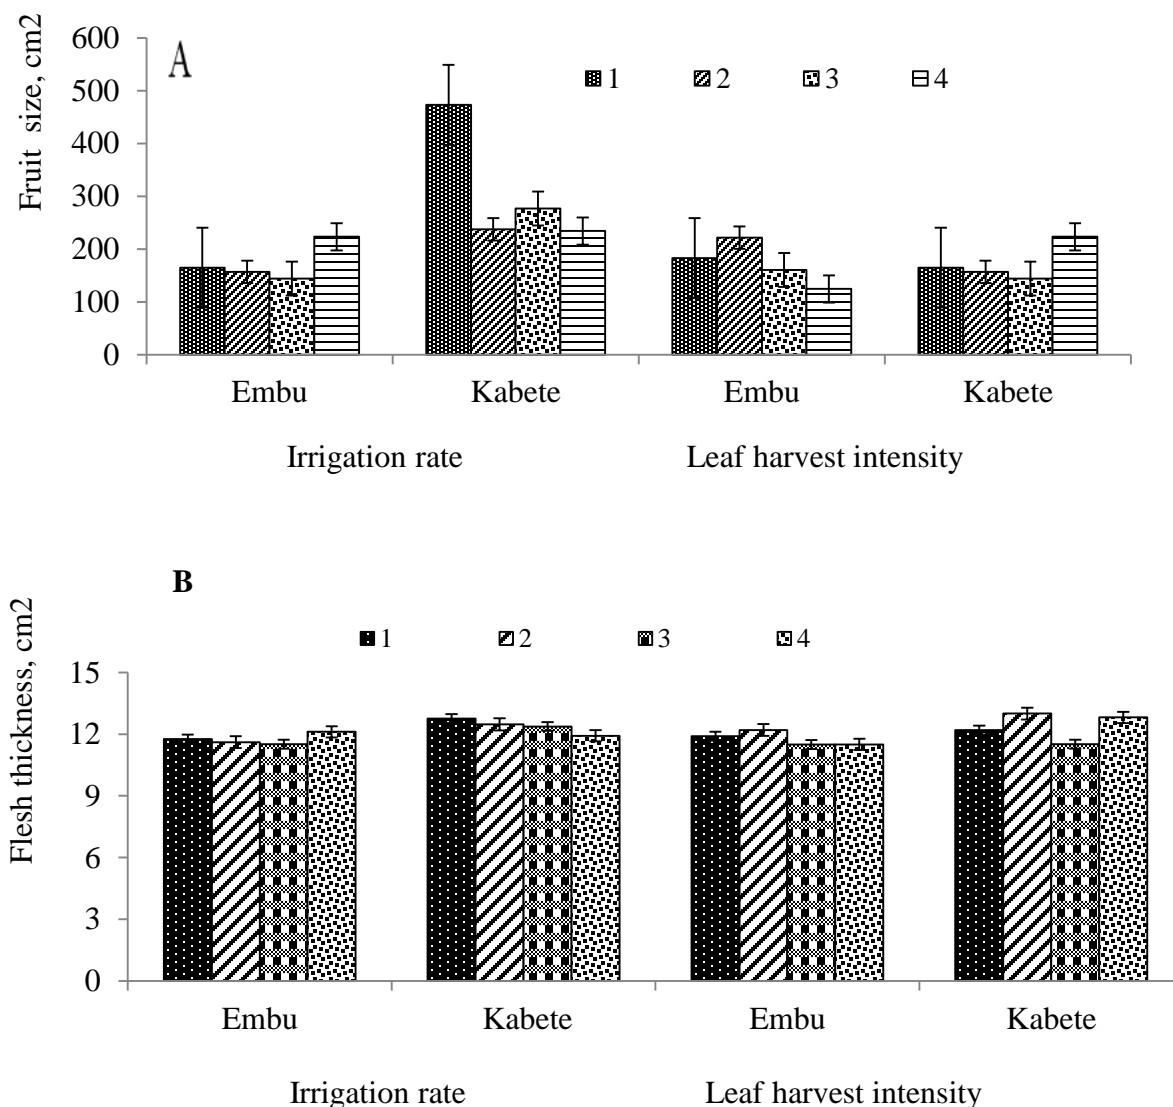 A
1 2 3 4
Fruit size, cm2
600
500
400
300
200
100
0
Embu Kabete Embu Kabete
Irrigation rate Leaf harvest intensity
B
1 2 3 4
Flesh thickness, cm2
15
12
9
6
3
0
Embu Kabete Embu Kabete
Irrigation rate Leaf harvest intensity